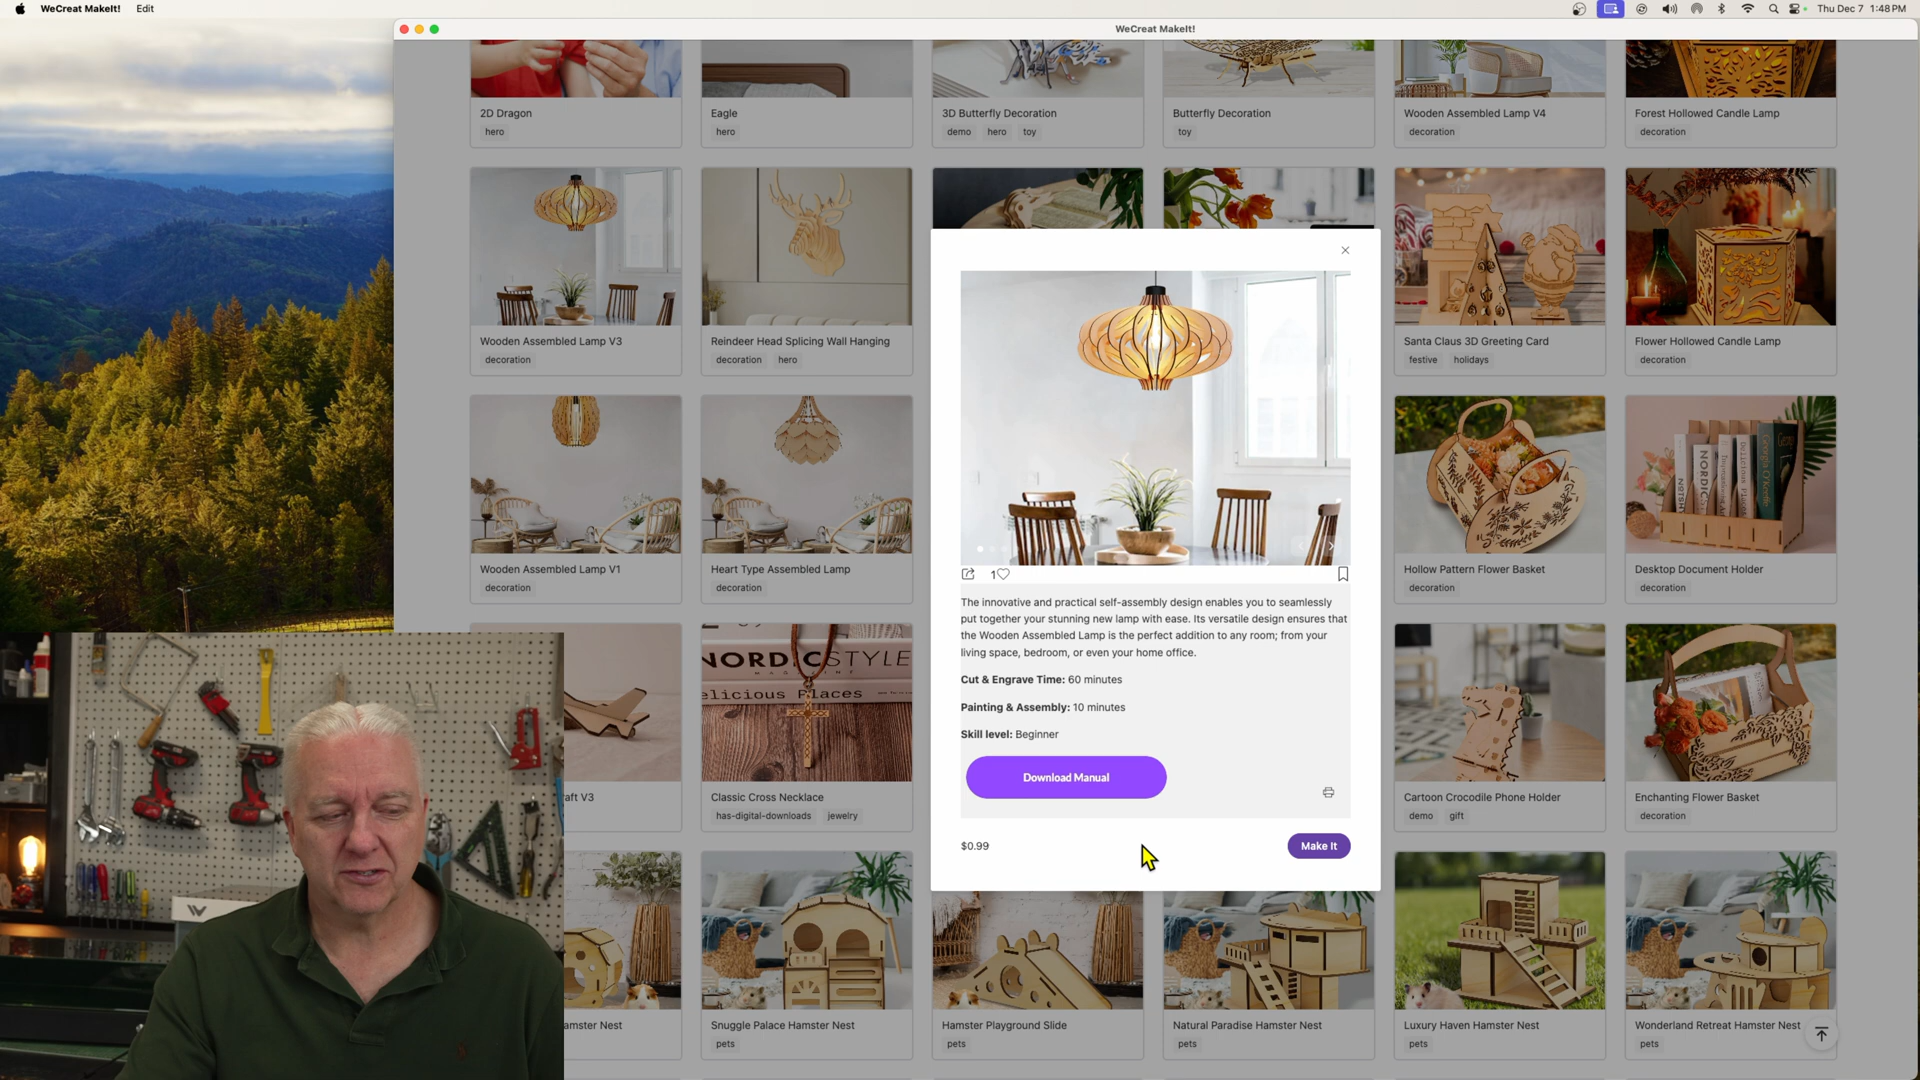 WeCreat MakeIt! Edit
Thu Dec 7 1:48 PM
WeCreat MakeIt!
2D Dragon
hero
Eagle
hero
3D Butterfly Decoration
demo hero toy
Butterfly Decoration
toy
Wooden Assembled Lamp V4
decoration
Forest Hollowed Candle Lamp
decoration
Wooden Assembled Lamp V3
decoration
Reindeer Head Splicing Wall Hanging
decoration hero
Santa Claus 3D Greeting Card
festive holidays
Flower Hollowed Candle Lamp
decoration
Wooden Assembled Lamp V1
decoration
Heart Type Assembled Lamp
decoration
Hollow Pattern Flower Basket
decoration
NORDIC
Desktop Document Holder
decoration
1
The innovative and practical self-assembly design enables you to seamlessly
put together your stunning new lamp with ease. Its versatile design ensures that
the Wooden Assembled Lamp is the perfect addition to any room; from your
living space, bedroom, or even your home office.
Cut & Engrave Time: 60 minutes
Painting & Assembly: 10 minutes
Skill level: Beginner
Download Manual
$0.99
Make It
aft V3
NORDICSTYLE
MAGAZINE
elicious Places
Classic Cross Necklace
has-digital-downloads jewelry
Cartoon Crocodile Phone Holder
demo gift
Enchanting Flower Basket
decoration
amster Nest
Snuggle Palace Hamster Nest
pets
Hamster Playground Slide
pets
Natural Paradise Hamster Nest
pets
Luxury Haven Hamster Nest
pets
Wonderland Retreat Hamster Nest
pets